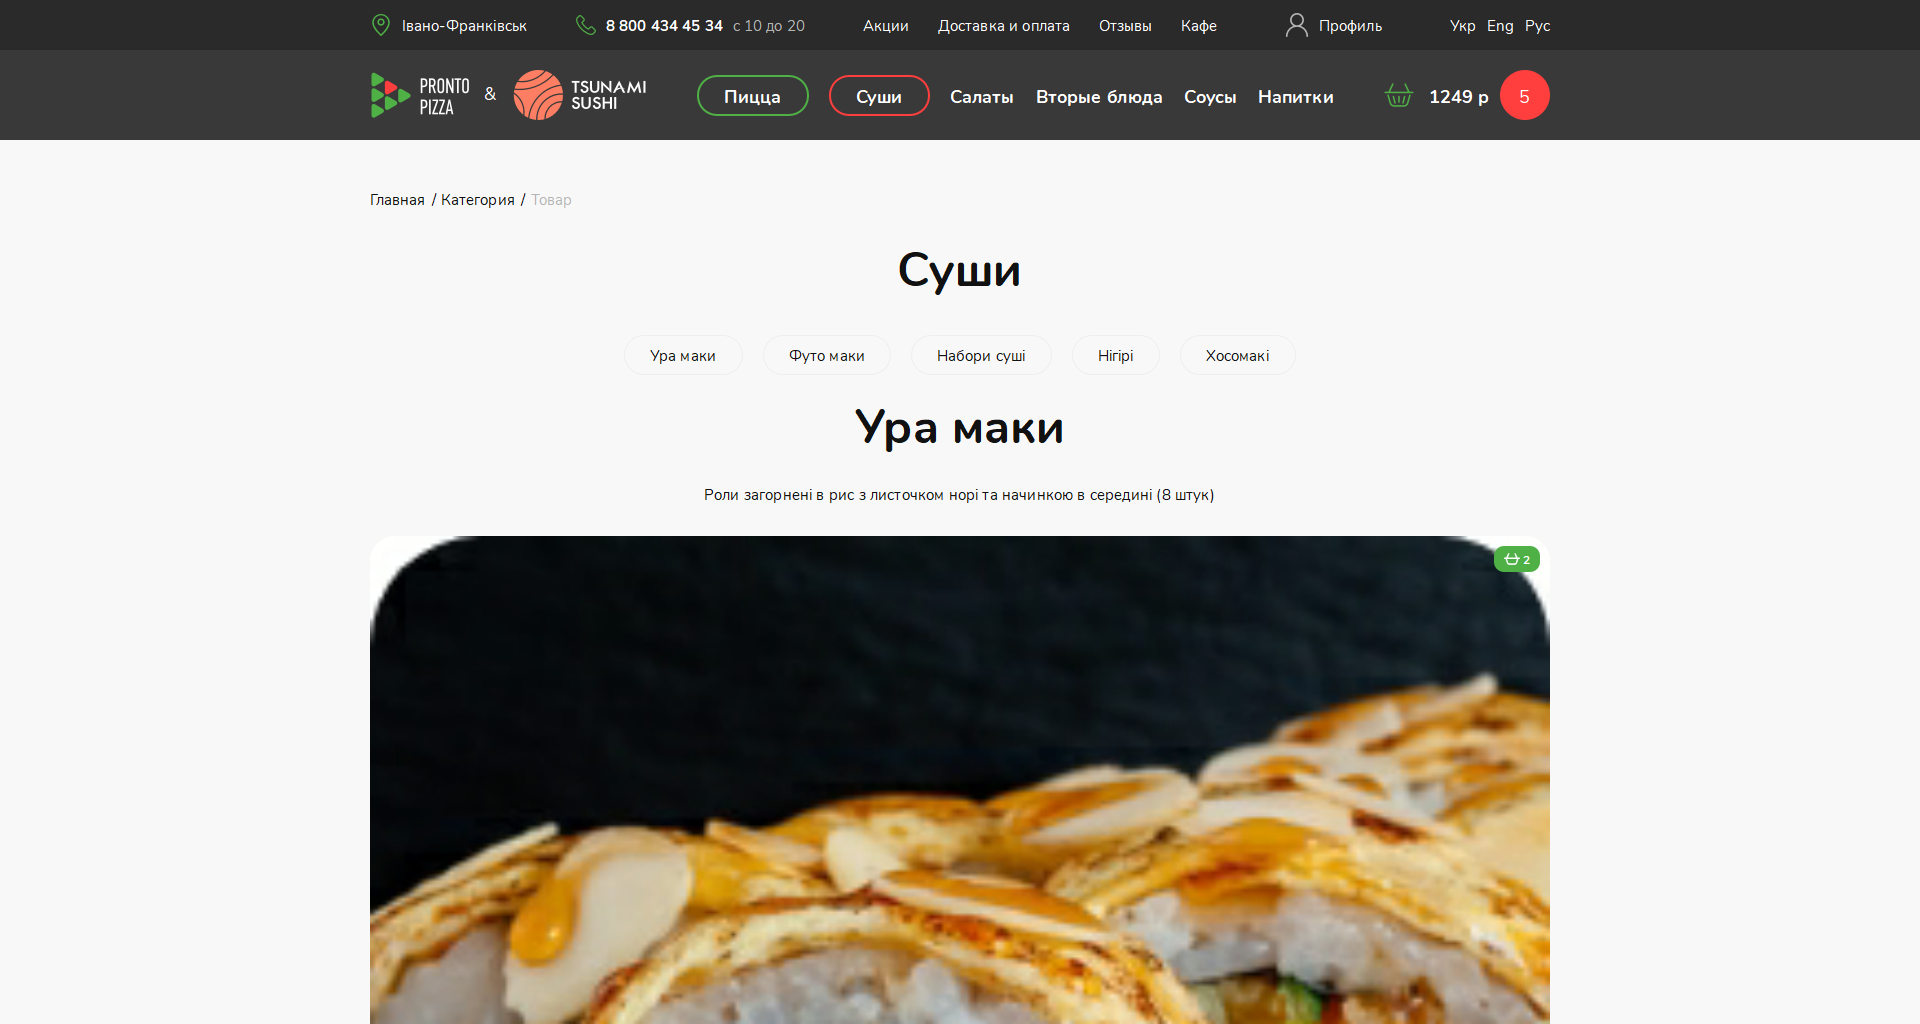 Івано-Франківськ 8 800 434 45 34 с 10 до 20 Акции Доставка и оплата Отзывы Кафе Профиль Укр Eng Рус
PRONTO PIZZA & TSUNAMI SUSHI Пицца Суши Салаты Вторые блюда Соусы Напитки 1249 р 5
Главная / Категория / Товар
Суши
Ура маки Футо маки Набори суші Нігірі Хосомакі
Ура маки
Роли загорнені в рис з листочком норі та начинкою в середині (8 штук)
2